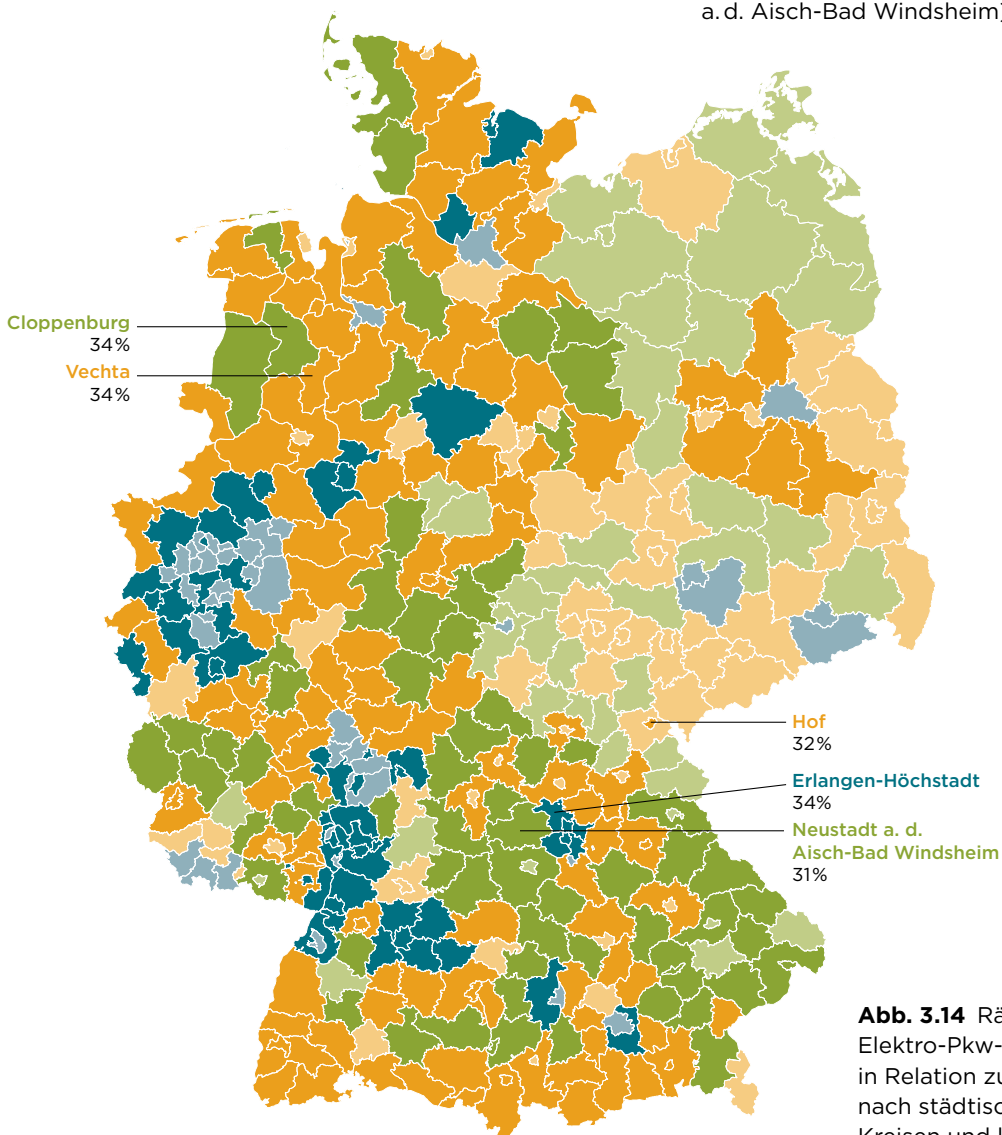 a. d. Aisch-Bad Windsheim)
Cloppenburg
34 %
Vechta
34 %
Hof
32 %
Erlangen-Höchstadt
34 %
Neustadt a. d.
Aisch-Bad Windsheim
31 %
Abb. 3.14 Rä
Elektro-Pkw-
in Relation zu
nach städtisc